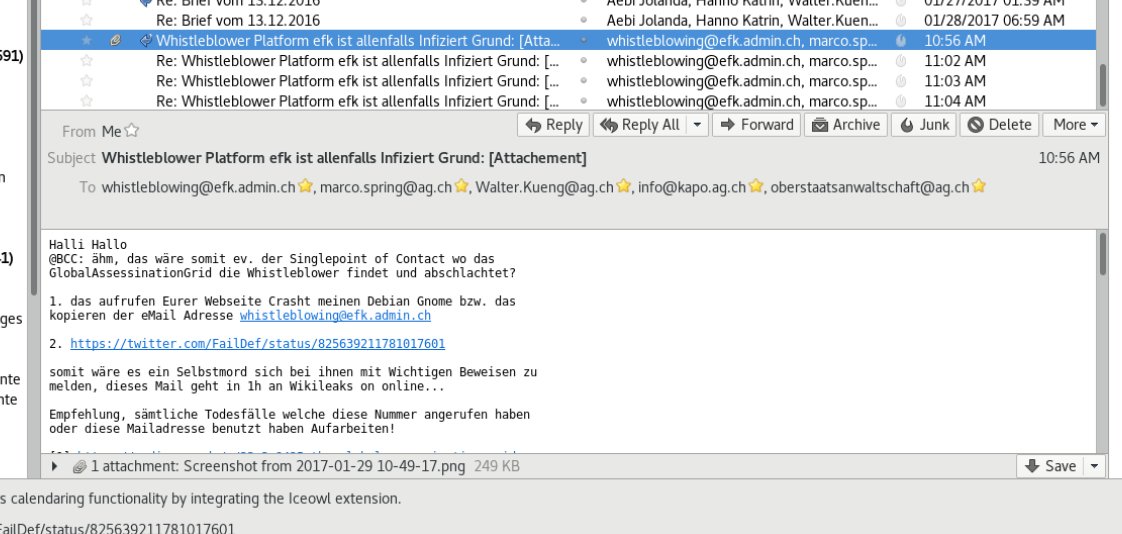 Re: Brief vom 13.12.2016 Aebi Jolanda, Hanno Katrin, Walter.Kuen... 01/27/2017 01:39 AM
Re: Brief vom 13.12.2016 Aebi Jolanda, Hanno Katrin, Walter.Kuen... 01/28/2017 06:59 AM
591)
Whistleblower Platform efk ist allenfalls Infiziert Grund: [Atta... whistleblowing@efk.admin.ch, marco.sp... 10:56 AM
Re: Whistleblower Platform efk ist allenfalls Infiziert Grund: [... whistleblowing@efk.admin.ch, marco.sp... 11:02 AM
Re: Whistleblower Platform efk ist allenfalls Infiziert Grund: [... whistleblowing@efk.admin.ch, marco.sp... 11:03 AM
Re: Whistleblower Platform efk ist allenfalls Infiziert Grund: [... whistleblowing@efk.admin.ch, marco.sp... 11:04 AM
From Me Reply Reply All Forward Archive Junk Delete More
Subject Whistleblower Platform efk ist allenfalls Infiziert Grund: [Attachement] 10:56 AM
To whistleblowing@efk.admin.ch, marco.spring@ag.ch, Walter.Kueng@ag.ch, info@kapo.ag.ch, oberstaatsanwaltschaft@ag.ch
Halli Hallo
@BCC: ähm, das wäre somit ev. der Singlepoint of Contact wo das
GlobalAssessinationGrid die Whistleblower findet und abschlachtet?
1. das aufrufen Eurer Webseite Crasht meinen Debian Gnome bzw. das
kopieren der eMail Adresse whistleblowing@efk.admin.ch
2. https://twitter.com/FailDef/status/825639211781017601
somit wäre es ein Selbstmord sich bei ihnen mit Wichtigen Beweisen zu
melden, dieses Mail geht in 1h an Wikileaks on online...
Empfehlung, sämtliche Todesfälle welche diese Nummer angerufen haben
oder diese Mailadresse benutzt haben Aufarbeiten!
1)
ges
nte
nte
1 attachment: Screenshot from 2017-01-29 10-49-17.png 249 KB Save
s calendaring functionality by integrating the Iceowl extension.
FailDef/status/825639211781017601